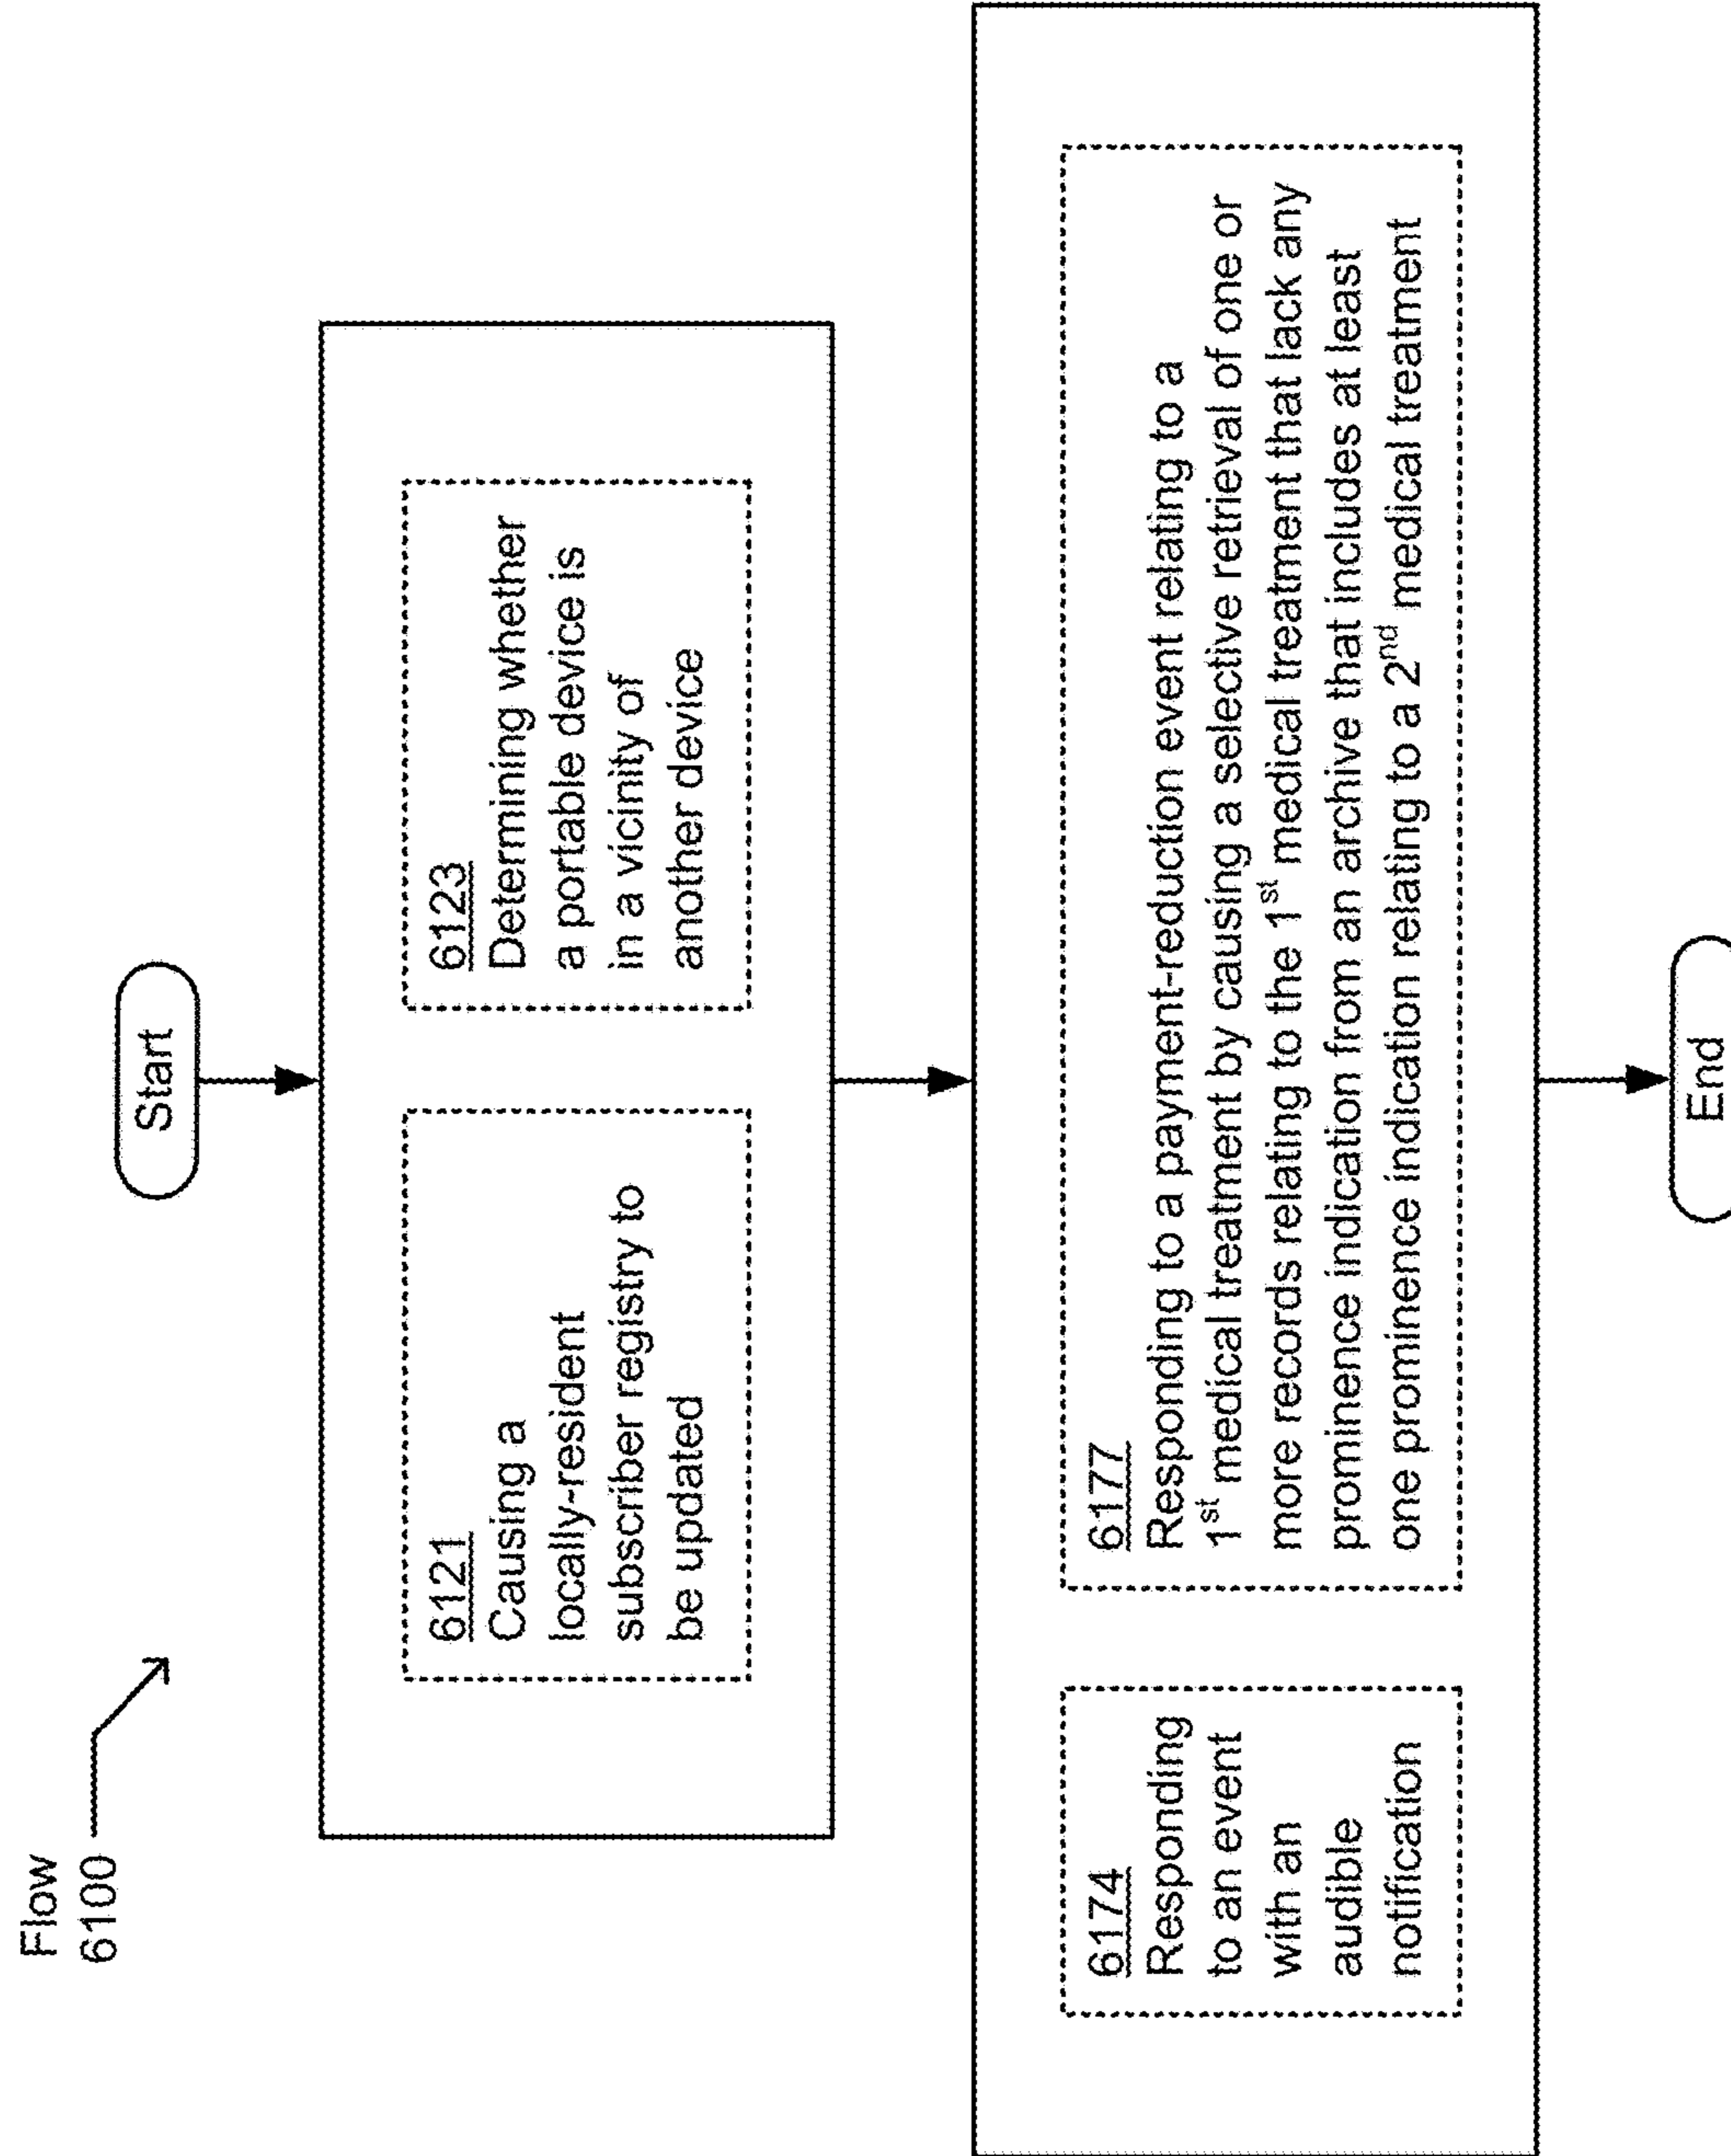 Flow
6100
Start
6121
Causing a
locally-resident
subscriber registry to
be updated
6123
Determining whether
a portable device is
in a vicinity of
another device
6174
Responding
to an event
with an
audible
notification
6177
Responding to a payment-reduction event relating to a
1st medical treatment by causing a selective retrieval of one or
more records relating to the 1st medical treatment that lack any
prominence indication from an archive that includes at least
one prominence indication relating to a 2nd medical treatment
End